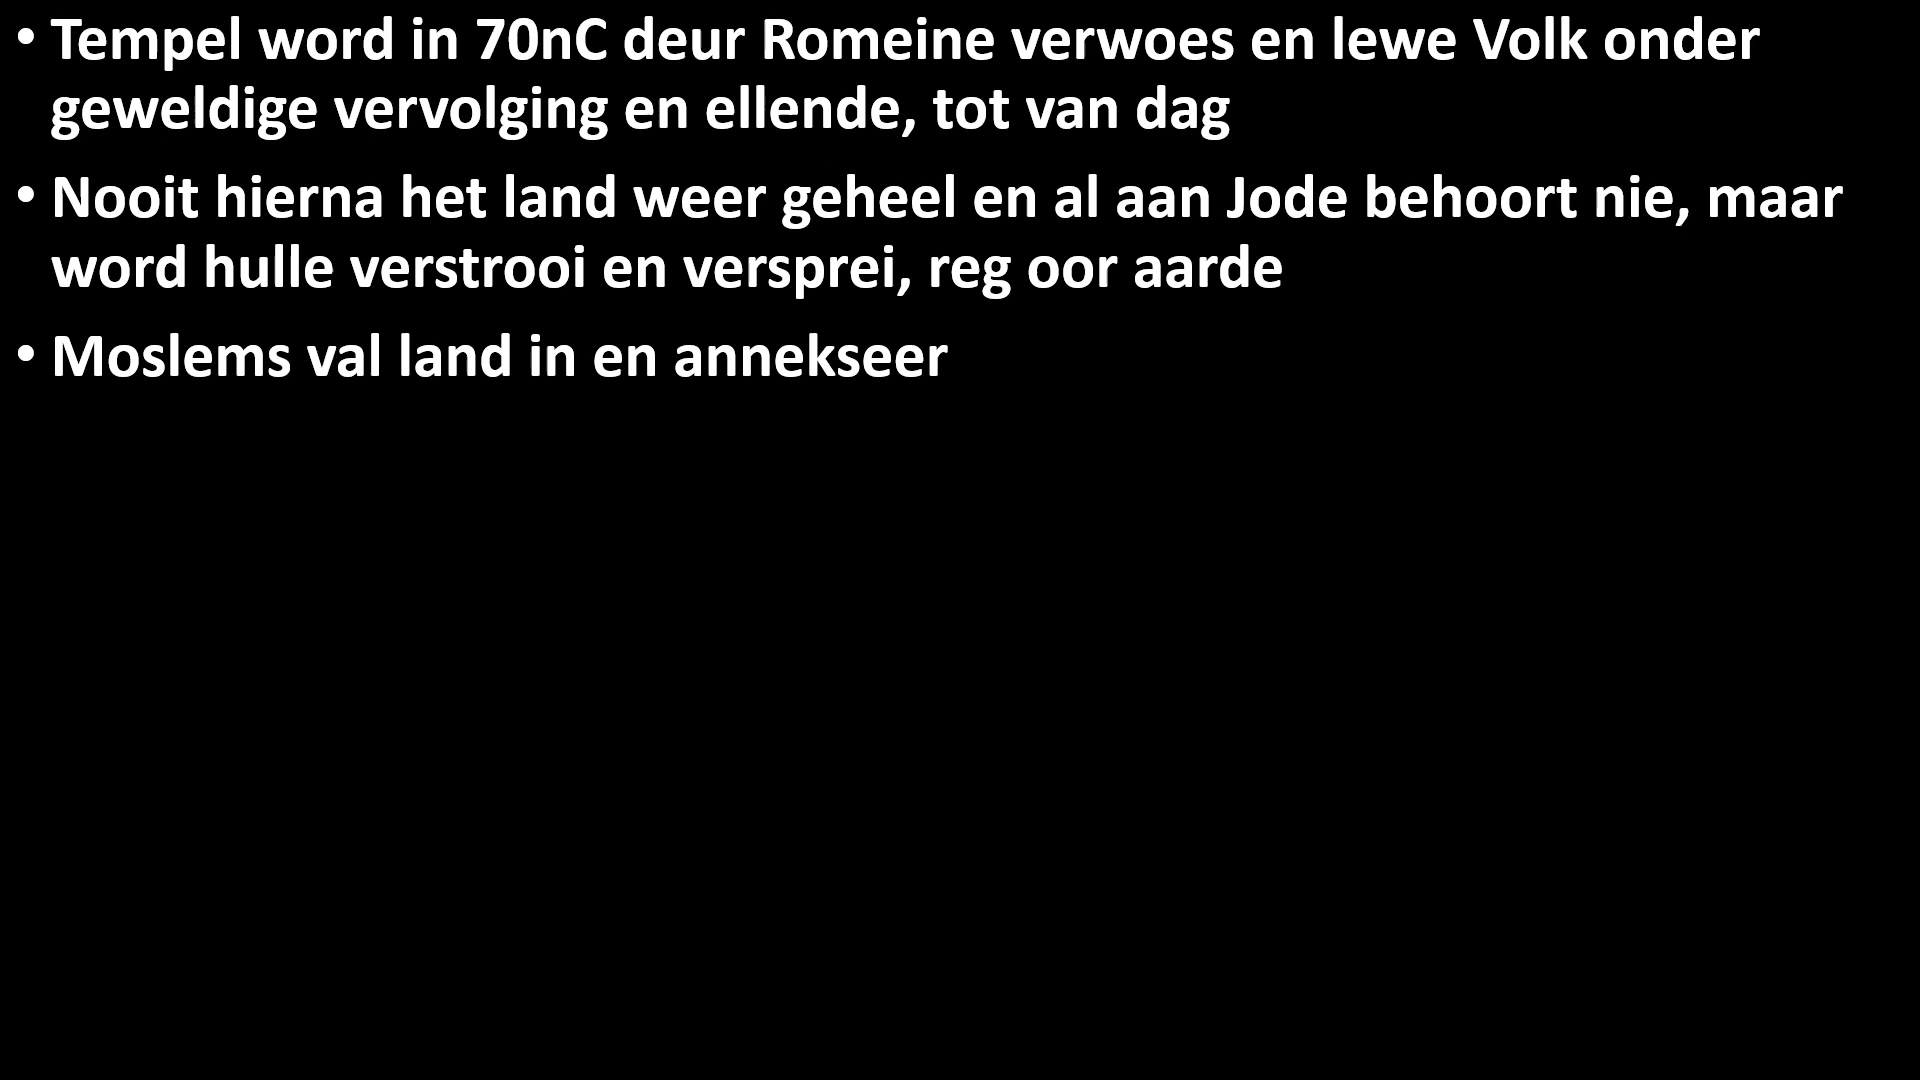 • Tempel word in 70nC deur Romeine verwoes en lewe Volk onder
geweldige vervolging en ellende, tot van dag
• Nooit hierna het land weer geheel en al aan Jode behoort nie, maar
word hulle verstrooi en versprei, reg oor aarde
• Moslems val land in en annekseer